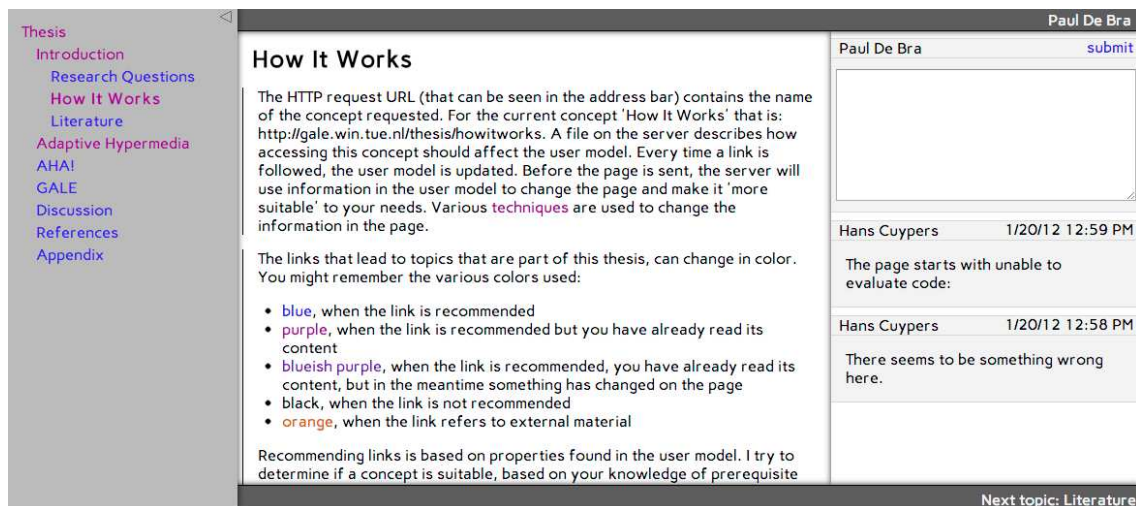 Thesis
Introduction
Research Questions
How It Works
Literature
Adaptive Hypermedia
AHA!
GALE
Discussion
References
Appendix
Paul De Bra
How It Works
The HTTP request URL (that can be seen in the address bar) contains the name
of the concept requested. For the current concept 'How It Works' that is:
http://gale.win.tue.nl/thesis/howitworks. A file on the server describes how
accessing this concept should affect the user model. Every time a link is
followed, the user model is updated. Before the page is sent, the server will
use information in the user model to change the page and make it 'more
suitable' to your needs. Various techniques are used to change the
information in the page.
The links that lead to topics that are part of this thesis, can change in color.
You might remember the various colors used:
• blue, when the link is recommended
• purple, when the link is recommended but you have already read its
content
• blueish purple, when the link is recommended, you have already read its
content, but in the meantime something has changed on the page
• black, when the link is not recommended
• orange, when the link refers to external material
Recommending links is based on properties found in the user model. I try to
determine if a concept is suitable, based on your knowledge of prerequisite
Paul De Bra submit
Hans Cuypers 1/20/12 12:59 PM
The page starts with unable to
evaluate code:
Hans Cuypers 1/20/12 12:58 PM
There seems to be something wrong
here.
Next topic: Literature